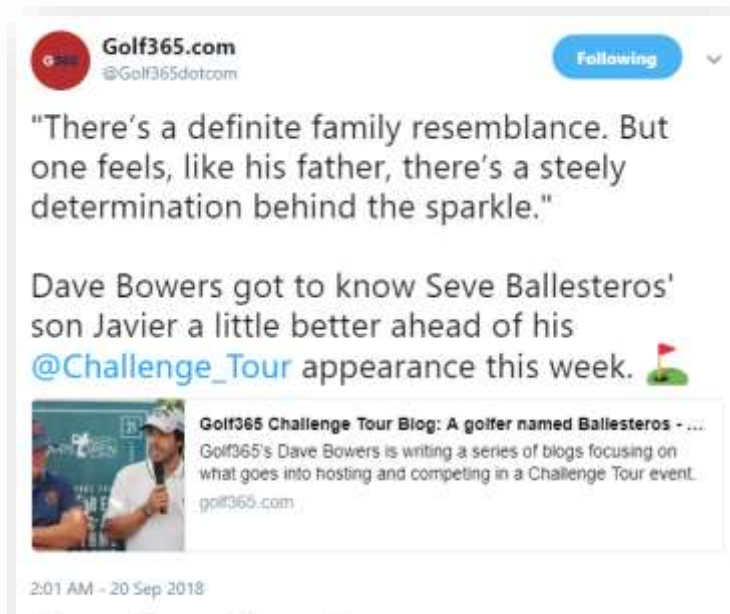 Golf365.com
@Golf365dotcom
Following
"There's a definite family resemblance. But
one feels, like his father, there's a steely
determination behind the sparkle."
Dave Bowers got to know Seve Ballesteros'
son Javier a little better ahead of his
@Challenge_Tour appearance this week.
Golf365 Challenge Tour Blog: A golfer named Ballesteros - ...
Golf365's Dave Bowers is writing a series of blogs focusing on
what goes into hosting and competing in a Challenge Tour event.
golf365.com
2:01 AM - 20 Sep 2018